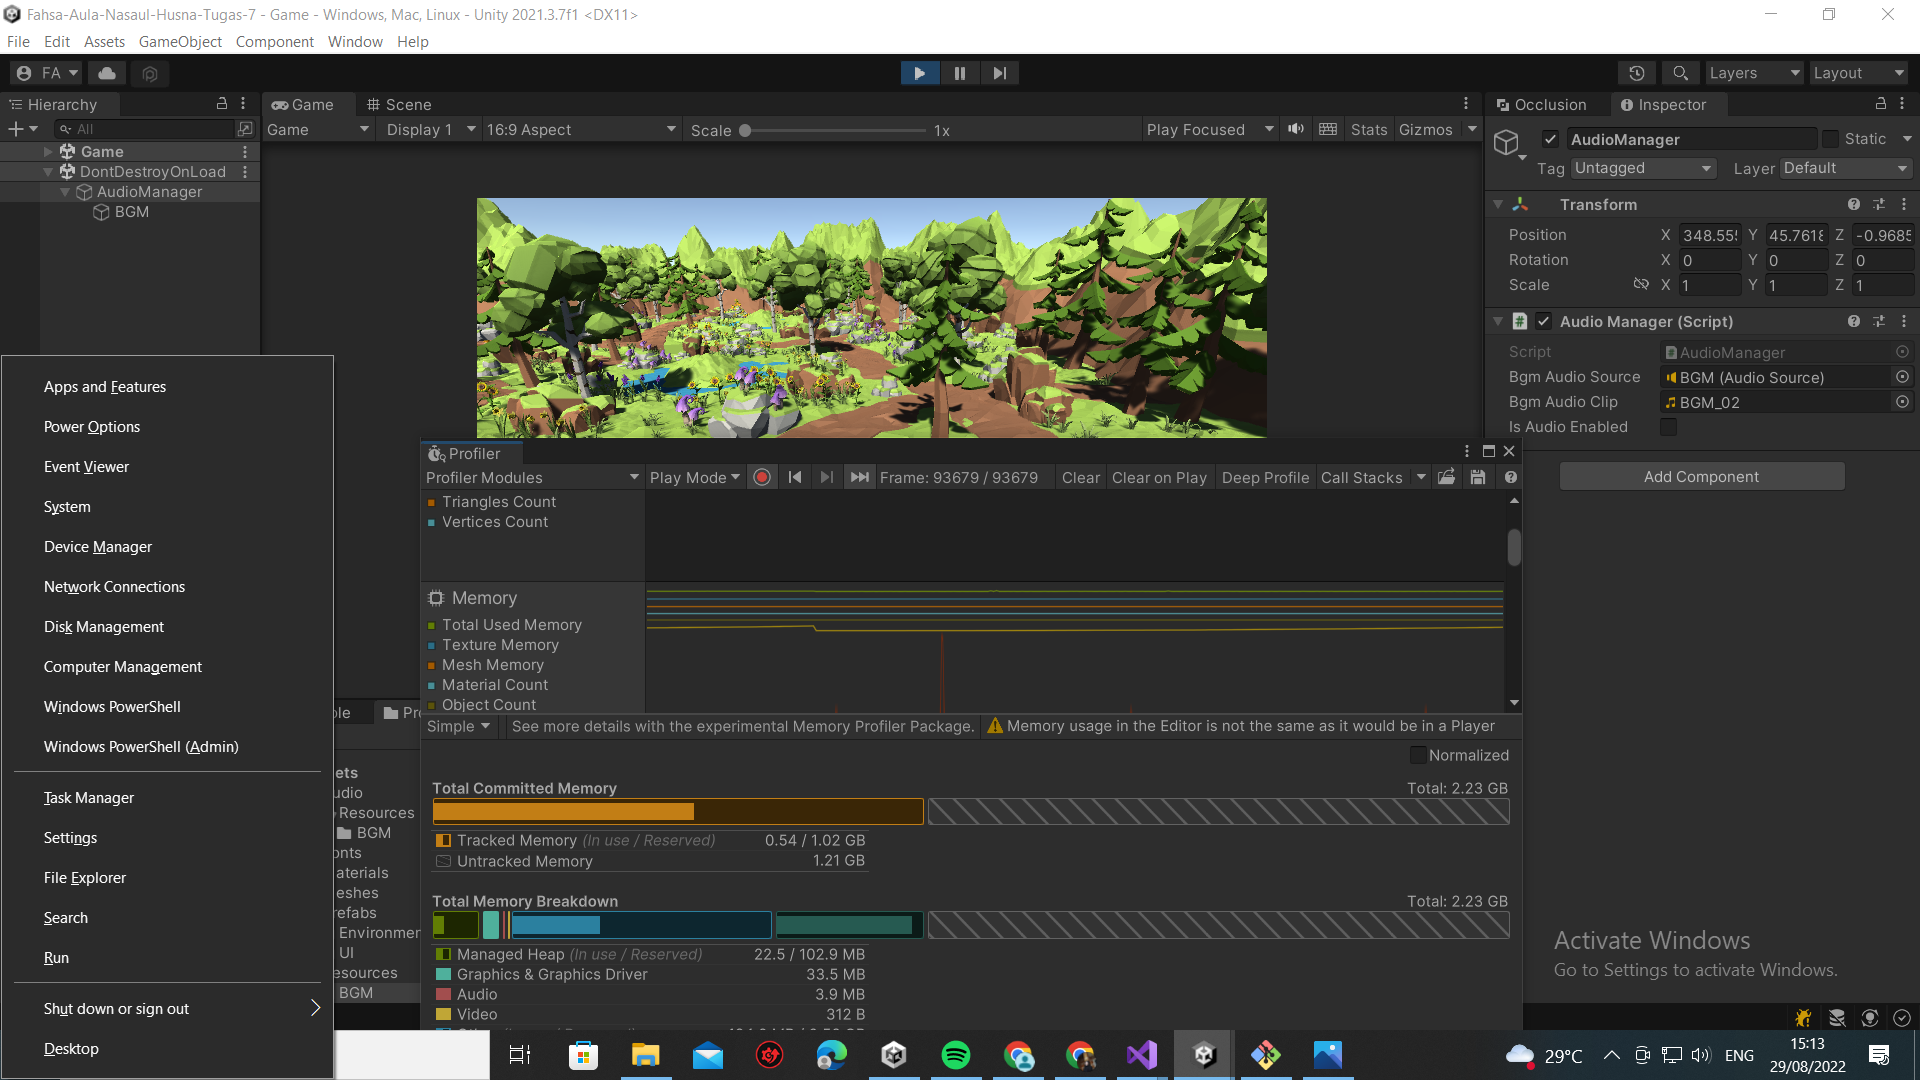 Fahsa-Aula-Nasaul-Husna-Tugas-7 - Game - Windows, Mac, Linux - Unity 2021.3.7f1 <DX11>
File Edit Assets GameObject Component Window Help
FA
Layers Layout
Hierarchy
All
Game
DontDestroyOnLoad
AudioManager
BGM
Game Scene
Game Display 1 16:9 Aspect Scale 1x Play Focused Stats Gizmos
Occlusion Inspector
AudioManager Static
Tag Untagged Layer Default
Transform
Position X 348.55 Y 45.7618 Z -0.9685
Rotation X 0 Y 0 Z 0
Scale X 1 Y 1 Z 1
Audio Manager (Script)
Script AudioManager
Bgm Audio Source BGM (Audio Source)
Bgm Audio Clip BGM_02
Is Audio Enabled
Add Component
Apps and Features
Power Options
Event Viewer
System
Device Manager
Network Connections
Disk Management
Computer Management
Windows PowerShell
Windows PowerShell (Admin)
Task Manager
Settings
File Explorer
Search
Run
Shut down or sign out
Desktop
ole Pr
ets
udio
Resources
BGM
onts
aterials
eshes
refabs
Environmer
UI
esources
BGM
Profiler
Profiler Modules Play Mode Frame: 93679 / 93679 Clear Clear on Play Deep Profile Call Stacks
Triangles Count
Vertices Count
Memory
Total Used Memory
Texture Memory
Mesh Memory
Material Count
Object Count
Simple See more details with the experimental Memory Profiler Package. Memory usage in the Editor is not the same as it would be in a Player
Normalized
Total Committed Memory Total: 2.23 GB
Tracked Memory (In use / Reserved) 0.54 / 1.02 GB
Untracked Memory 1.21 GB
Total Memory Breakdown Total: 2.23 GB
Managed Heap (In use / Reserved) 22.5 / 102.9 MB
Graphics & Graphics Driver 33.5 MB
Audio 3.9 MB
Video 312 B
Activate Windows
Go to Settings to activate Windows.
29°C ENG
15:13
29/08/2022